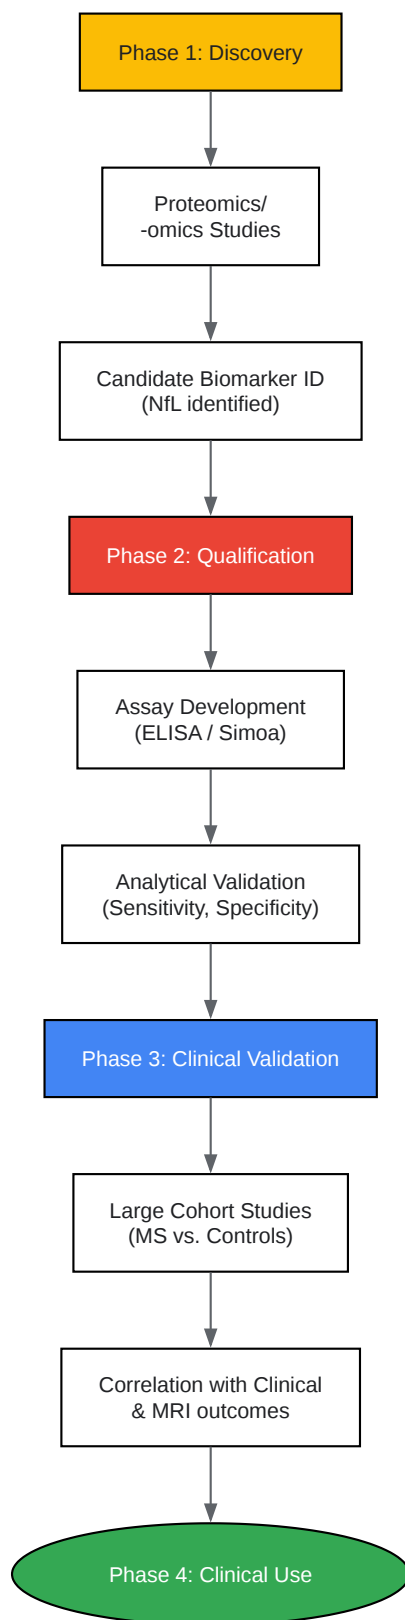 Phase 1: Discovery
Proteomics/
-omics Studies
Candidate Biomarker ID
(NfL identified)
Phase 2: Qualification
Assay Development
(ELISA / Simoa)
Analytical Validation
(Sensitivity, Specificity)
Phase 3: Clinical Validation
Large Cohort Studies
(MS vs. Controls)
Correlation with Clinical
& MRI outcomes
Phase 4: Clinical Use